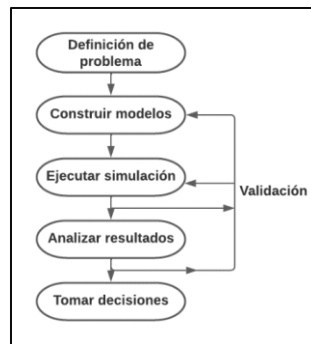 Definición de
problema
Construir modelos
Ejecutar simulación
Validación
Analizar resultados
Tomar decisiones